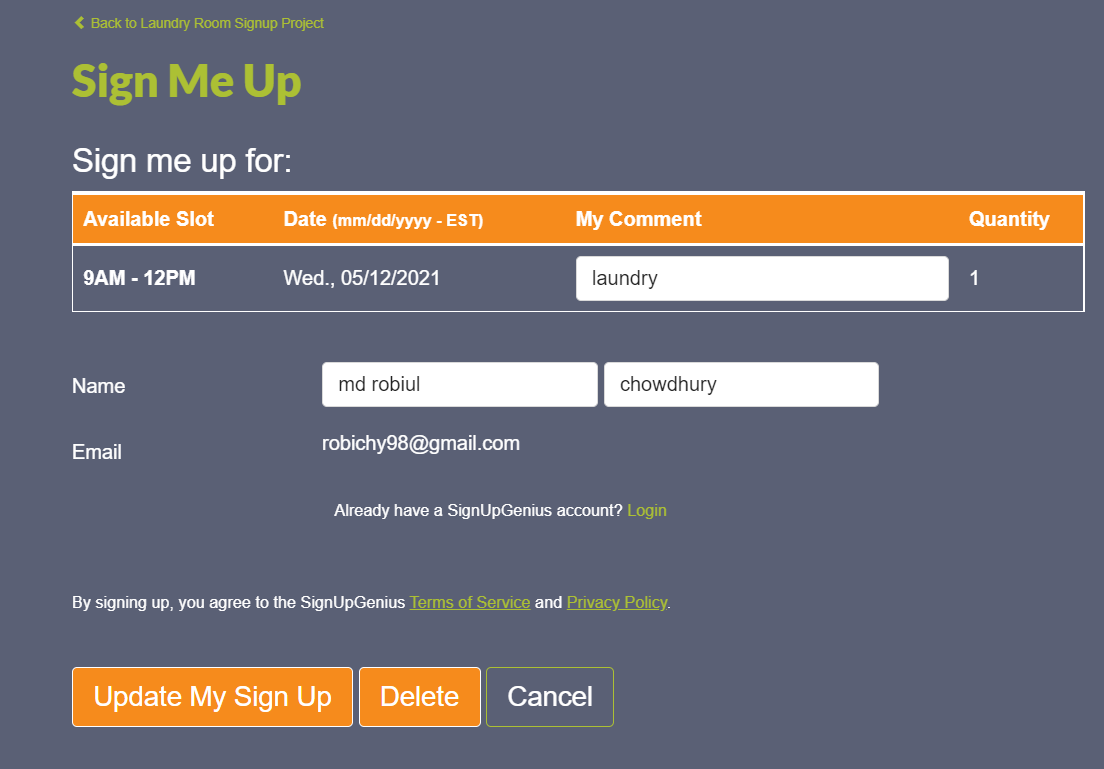 Back to Laundry Room Signup Project
Sign Me Up
Sign me up for:
Available Slot Date (mm/dd/yyyy - EST) My Comment Quantity
9AM - 12PM Wed., 05/12/2021 laundry 1
Name md robiul chowdhury
Email robichy98@gmail.com
Already have a SignUpGenius account? Login
By signing up, you agree to the SignUpGenius Terms of Service and Privacy Policy.
Update My Sign Up Delete Cancel